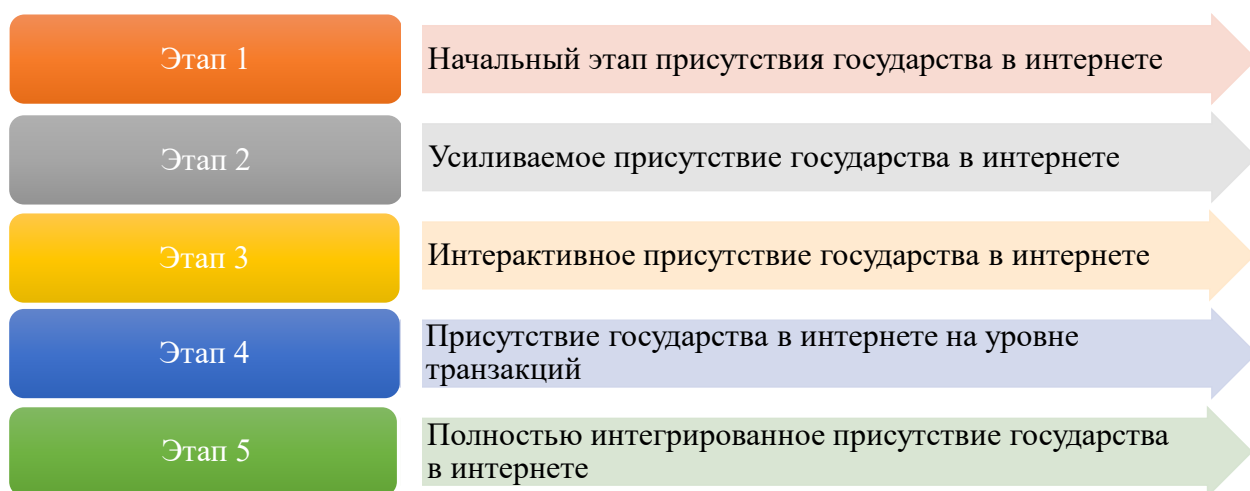 Этап 1
Начальный этап присутствия государства в интернете
Этап 2
Усиливаемое присутствие государства в интернете
Этап 3
Интерактивное присутствие государства в интернете
Этап 4
Присутствие государства в интернете на уровне
транзакций
Этап 5
Полностью интегрированное присутствие государства
в интернете